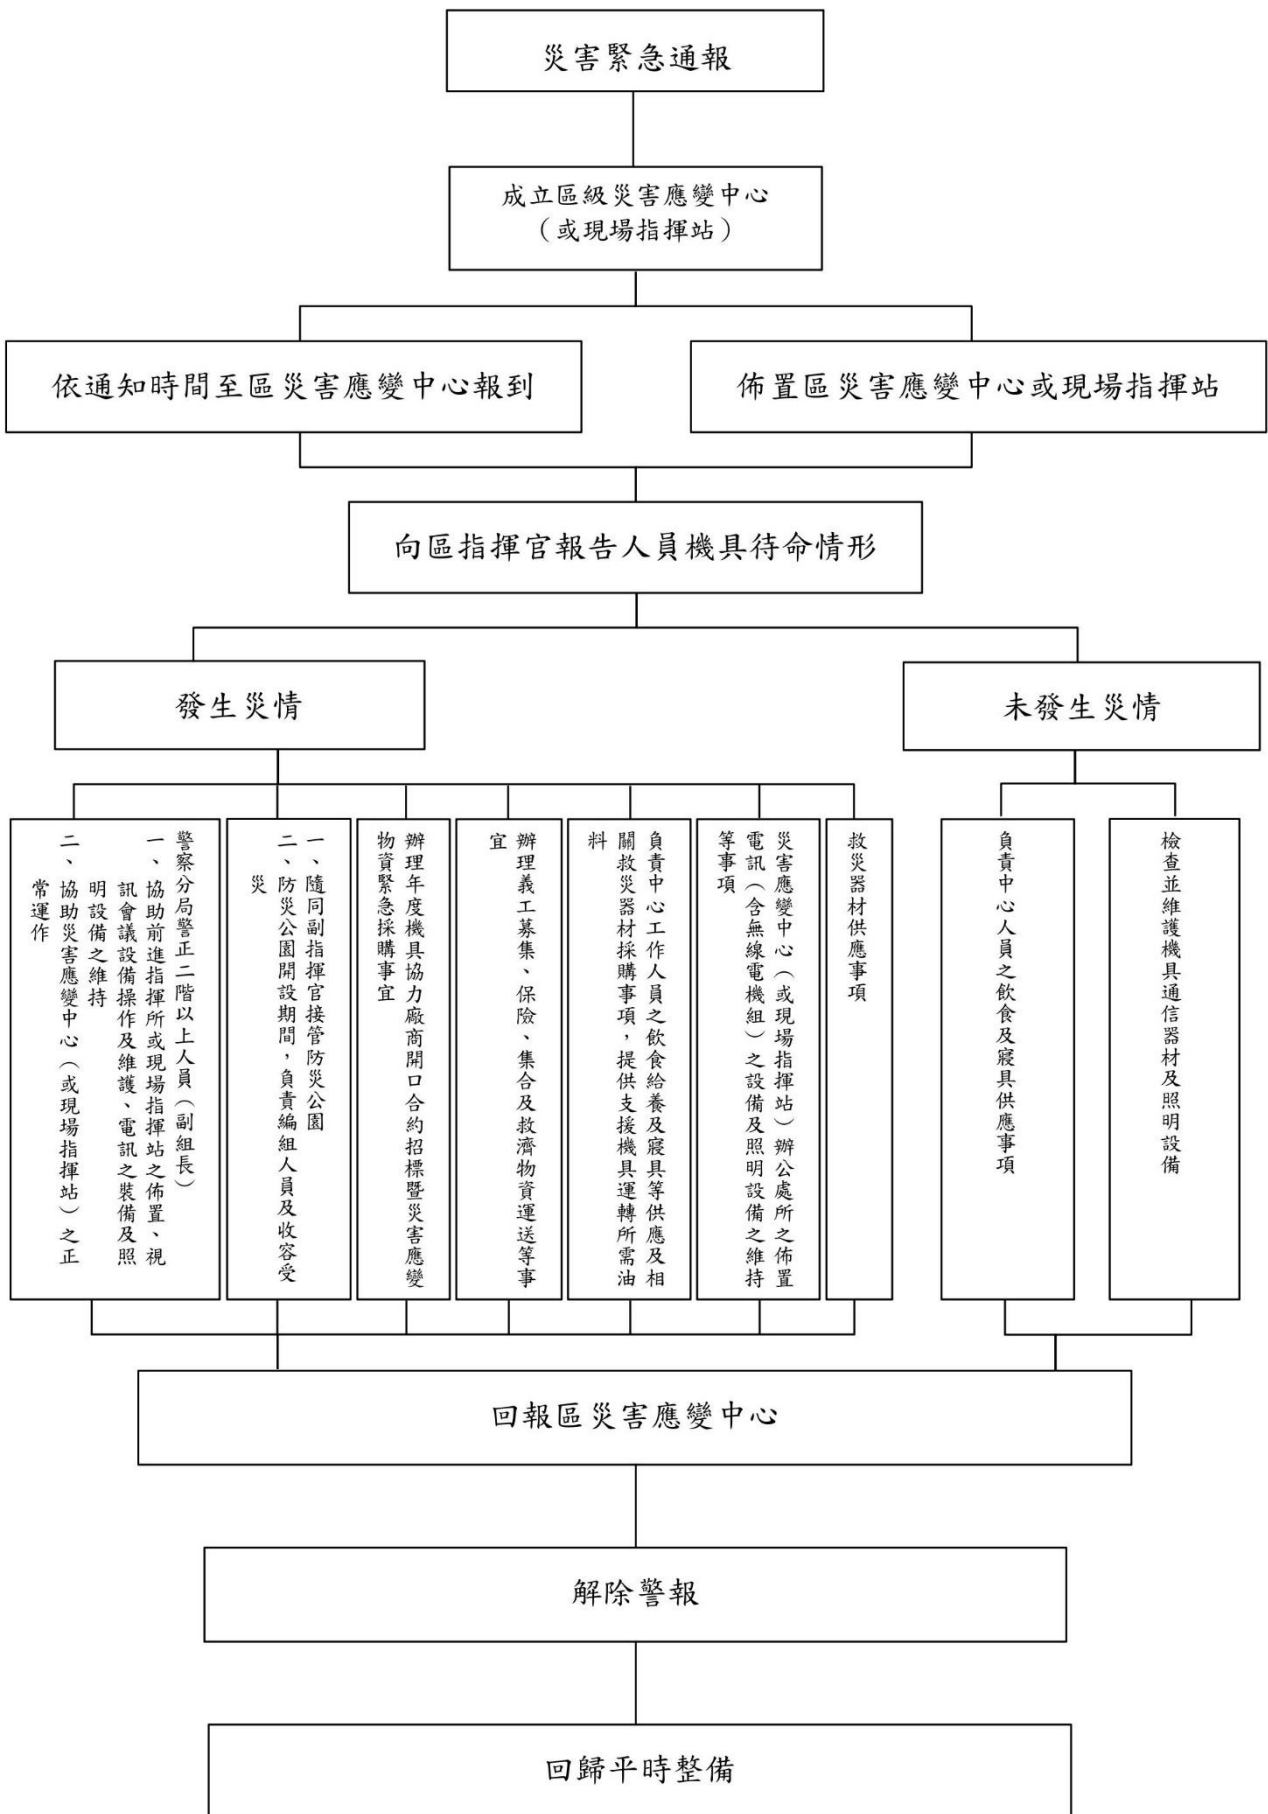 災害緊急通報
成立區級災害應變中心
（或現場指揮站）
依通知時間至區災害應變中心報到
佈置區災害應變中心或現場指揮站
向區指揮官報告人員機具待命情形
發生災情
未發生災情
警察分局警正二階以上人員（副組長）
一、協助前進指揮所或現場指揮站之佈置、視
訊會議設備操作及維護、電訊之裝備及照
明設備之維持
二、協助災害應變中心（或現場指揮站）之正
常運作
一、隨同副指揮官接管防災公園
二、防災公園開設期間，負責編組人員及收容受
災
辦理年度機具協力廠商開口合約招標暨災害應變
物資緊急採購事宜
辦理義工募集、保險、集合及救濟物資運送等事
宜
負責中心工作人員之飲食給養及寢具等供應及相
關救災器材採購事項，提供支援機具運轉所需油
料
災害應變中心（或現場指揮站）辦公處所之佈置
電訊（含無線電機組）之設備及照明設備之維持
等事項
救災器材供應事項
負責中心人員之飲食及寢具供應事項
檢查並維護機具通信器材及照明設備
回報區災害應變中心
解除警報
回歸平時整備